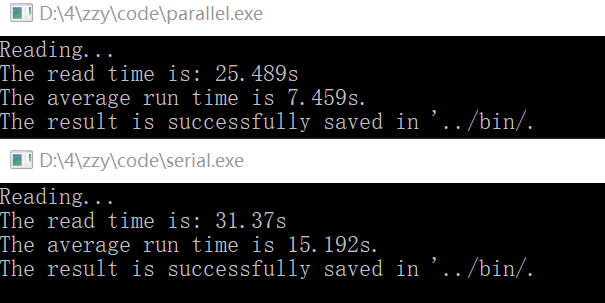 D:\4\zzy\code\parallel.exe
Reading...
The read time is: 25.489s
The average run time is 7.459s.
The result is successfully saved in '../bin/.
D:\4\zzy\code\serial.exe
Reading...
The read time is: 31.37s
The average run time is 15.192s.
The result is successfully saved in '../bin/.